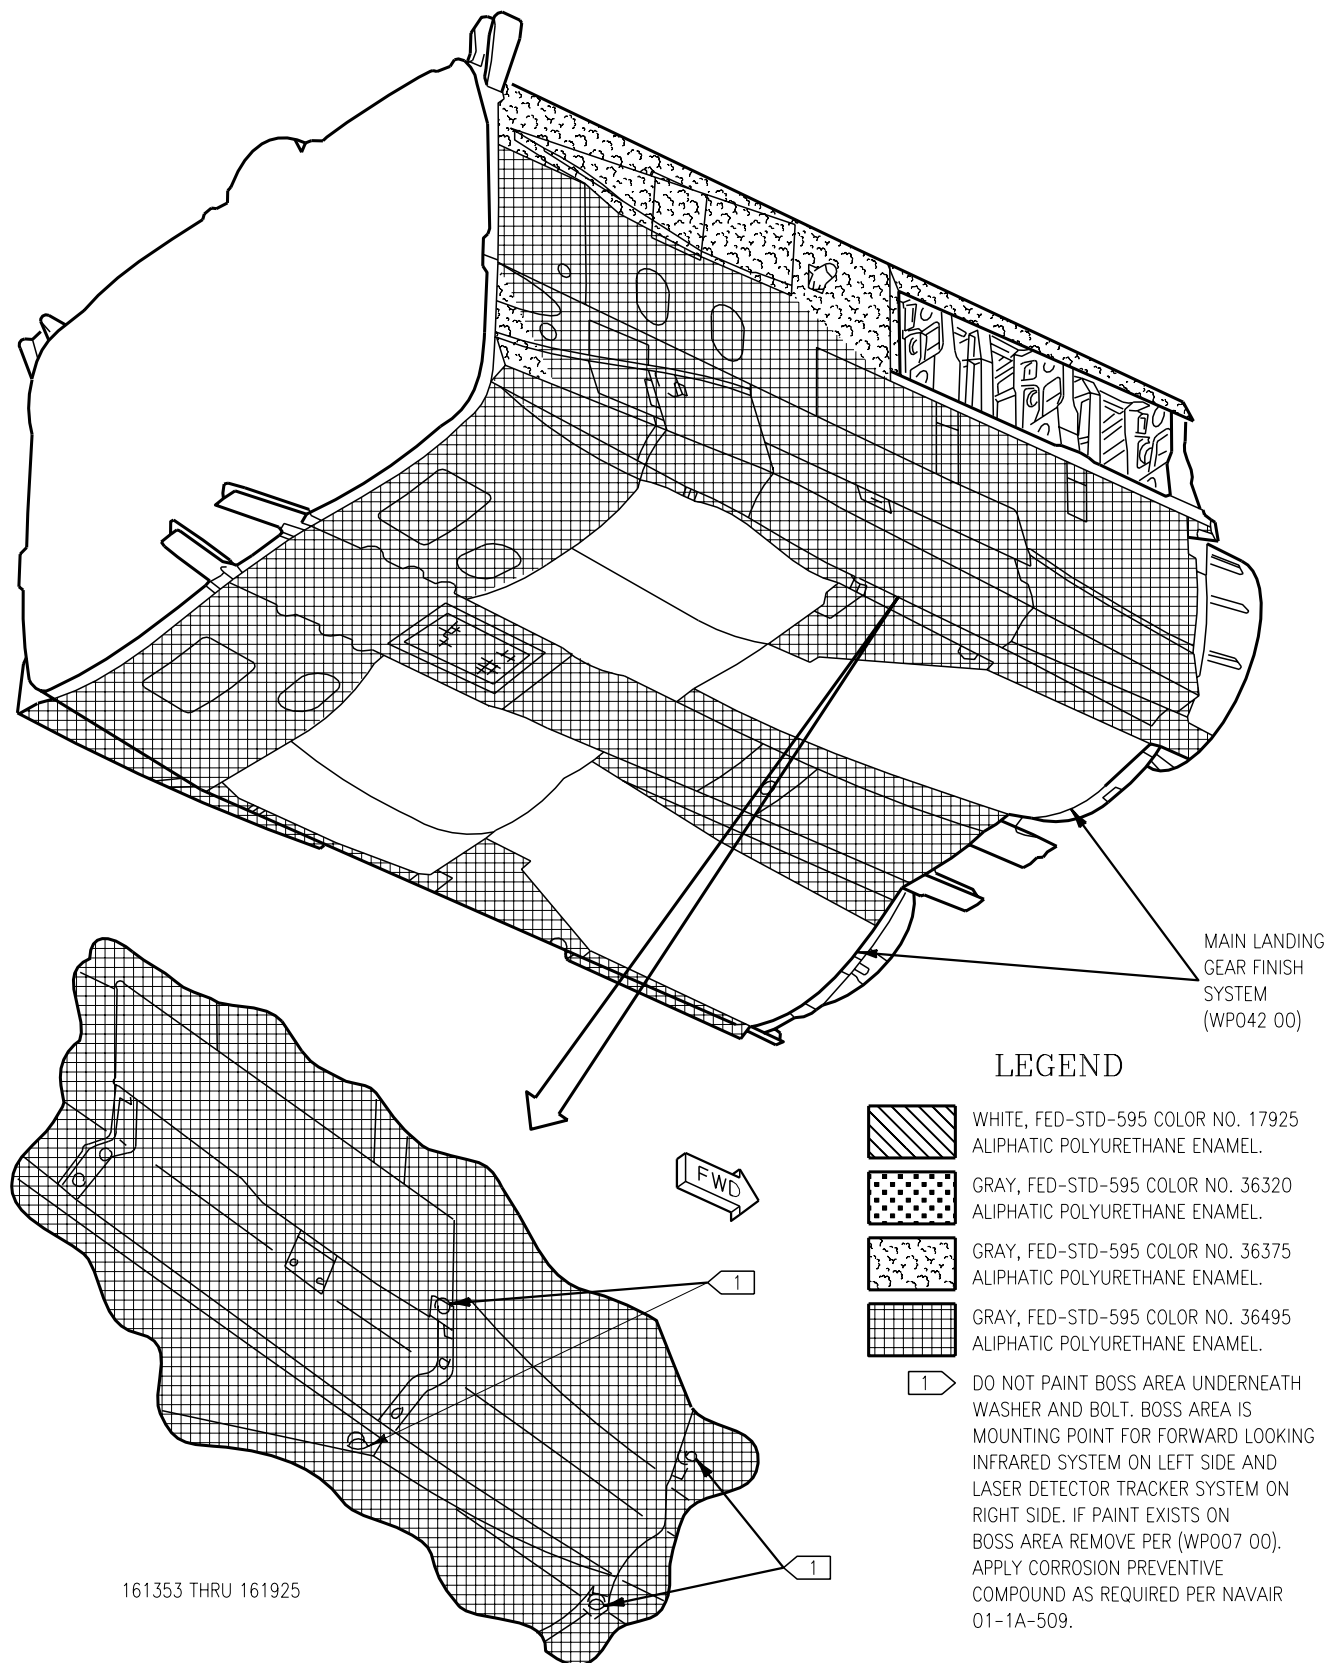 MAIN LANDING
GEAR FINISH
SYSTEM
(WP042 00)
LEGEND
WHITE, FED-STD-595 COLOR NO. 17925
ALIPHATIC POLYURETHANE ENAMEL.
GRAY, FED-STD-595 COLOR NO. 36320
ALIPHATIC POLYURETHANE ENAMEL.
GRAY, FED-STD-595 COLOR NO. 36375
ALIPHATIC POLYURETHANE ENAMEL.
GRAY, FED-STD-595 COLOR NO. 36495
ALIPHATIC POLYURETHANE ENAMEL.
1 DO NOT PAINT BOSS AREA UNDERNEATH
WASHER AND BOLT. BOSS AREA IS
MOUNTING POINT FOR FORWARD LOOKING
INFRARED SYSTEM ON LEFT SIDE AND
LASER DETECTOR TRACKER SYSTEM ON
RIGHT SIDE. IF PAINT EXISTS ON
BOSS AREA REMOVE PER (WP007 00).
APPLY CORROSION PREVENTIVE
COMPOUND AS REQUIRED PER NAVAIR
01-1A-509.
FWD
1
1
161353 THRU 161925